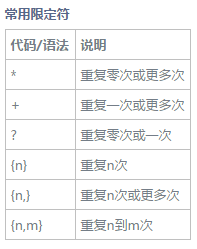 常用限定符
代码/语法 说明
* 重复零次或更多次
+ 重复一次或更多次
? 重复零次或一次
{n} 重复n次
{n,} 重复n次或更多次
{n,m} 重复n到m次